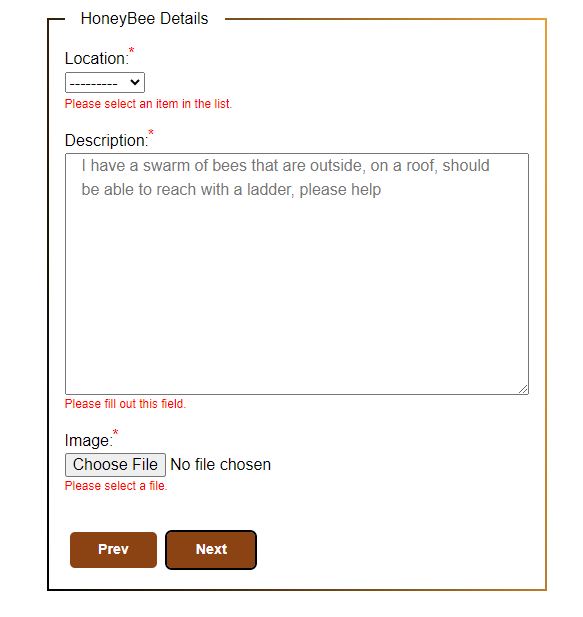 HoneyBee Details
Location:*
---------
Please select an item in the list.
Description:*
I have a swarm of bees that are outside, on a roof, should
be able to reach with a ladder, please help
Please fill out this field.
Image:*
Choose File No file chosen
Please select a file.
Prev Next